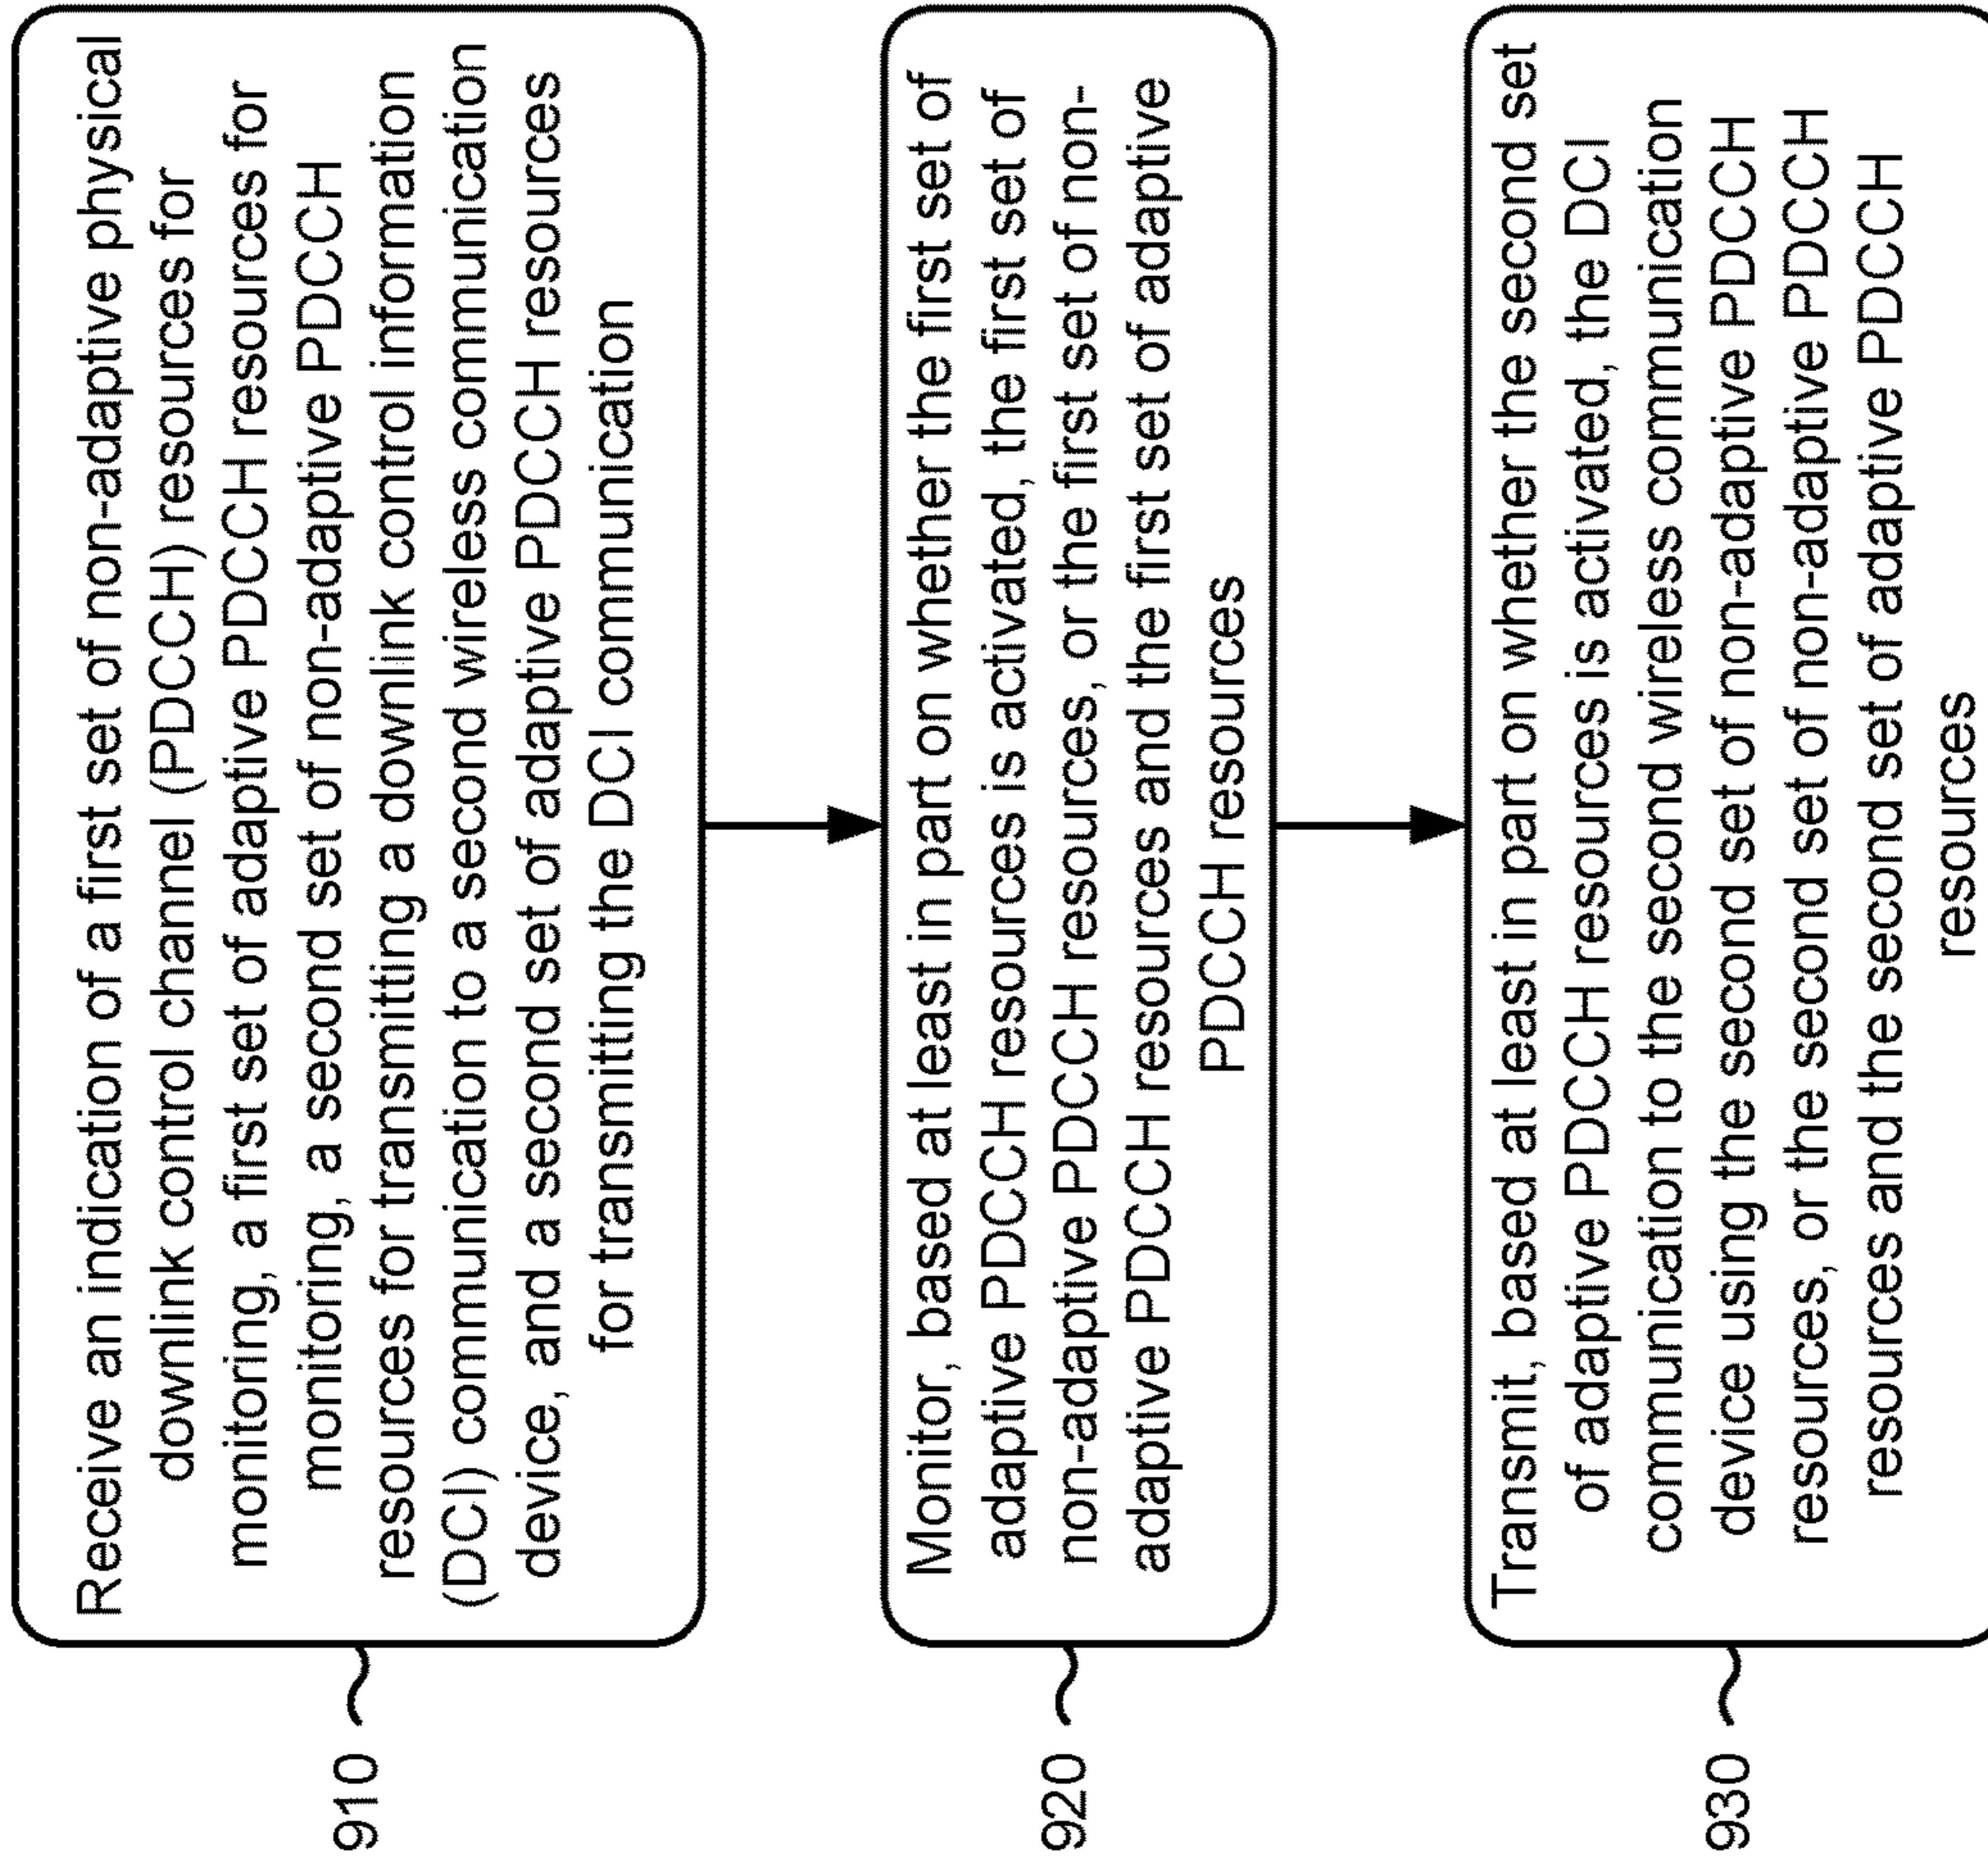 910
Receive an indication of a first set of non-adaptive physical
downlink control channel (PDCCH) resources for
monitoring, a first set of adaptive PDCCH resources for
monitoring, a second set of non-adaptive PDCCH
resources for transmitting a downlink control information
(DCI) communication to a second wireless communication
device, and a second set of adaptive PDCCH resources
for transmitting the DCI communication
920
Monitor, based at least in part on whether the first set of
adaptive PDCCH resources is activated, the first set of
non-adaptive PDCCH resources, or the first set of non-
adaptive PDCCH resources and the first set of adaptive
PDCCH resources
930
Transmit, based at least in part on whether the second set
of adaptive PDCCH resources is activated, the DCI
communication to the second wireless communication
device using the second set of non-adaptive PDCCH
resources, or the second set of non-adaptive PDCCH
resources and the second set of adaptive PDCCH
resources